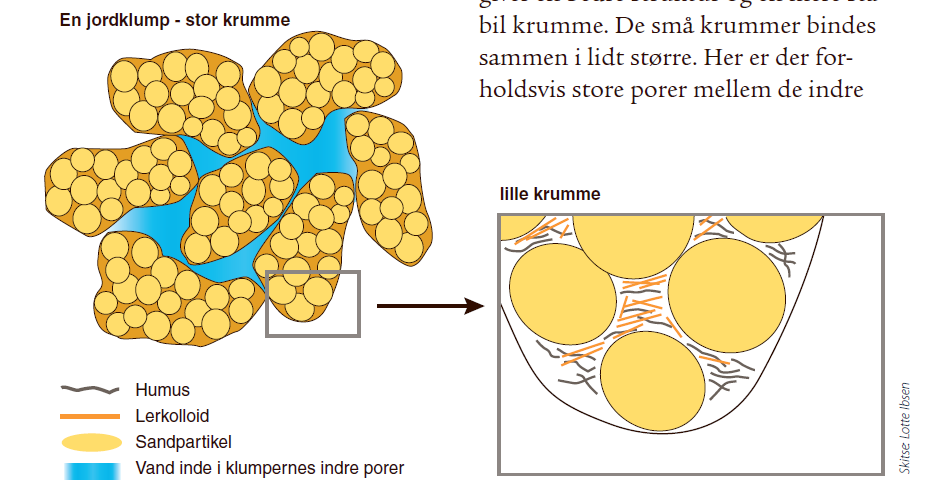 En jordklump - stor krumme
bil krumme. De små krummer bindes
sammen i lidt større. Her er der for-
holdsvis store porer mellem de indre
lille krumme
Humus
Lerkolloid
Sandpartikel
Vand inde i klumpernes indre porer
Skitse: Lotte Ibsen